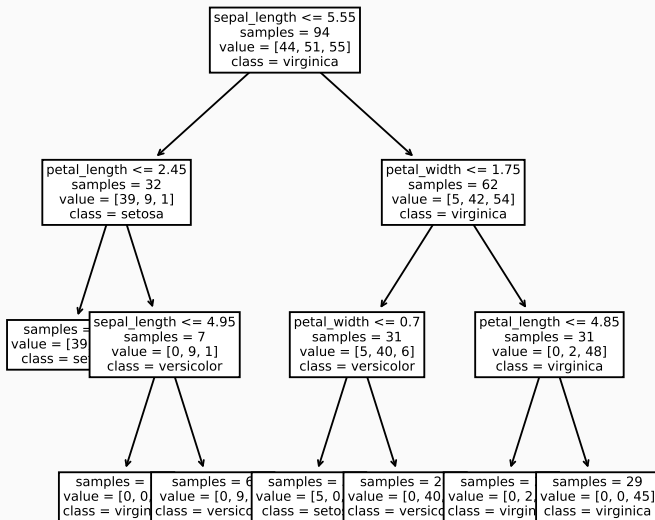 sepal_length <= 5.55
samples = 94
value = [44, 51, 55]
class = virginica
petal_length <= 2.45
samples = 32
value = [39, 9, 1]
class = setosa
petal_width <= 1.75
samples = 62
value = [5, 42, 54]
class = virginica
samples =
value = [39
class = se
sepal_length <= 4.95
samples = 7
value = [0, 9, 1]
class = versicolor
petal_width <= 0.7
samples = 31
value = [5, 40, 6]
class = versicolor
petal_length <= 4.85
samples = 31
value = [0, 2, 48]
class = virginica
samples =
value = [0, 0,
class = virgin
samples = 6
value = [0, 9,
class = versic
samples =
value = [5, 0,
class = seto
samples = 2
value = [0, 40,
class = versic
samples =
value = [0, 2,
class = virgin
samples = 29
value = [0, 0, 45]
class = virginica